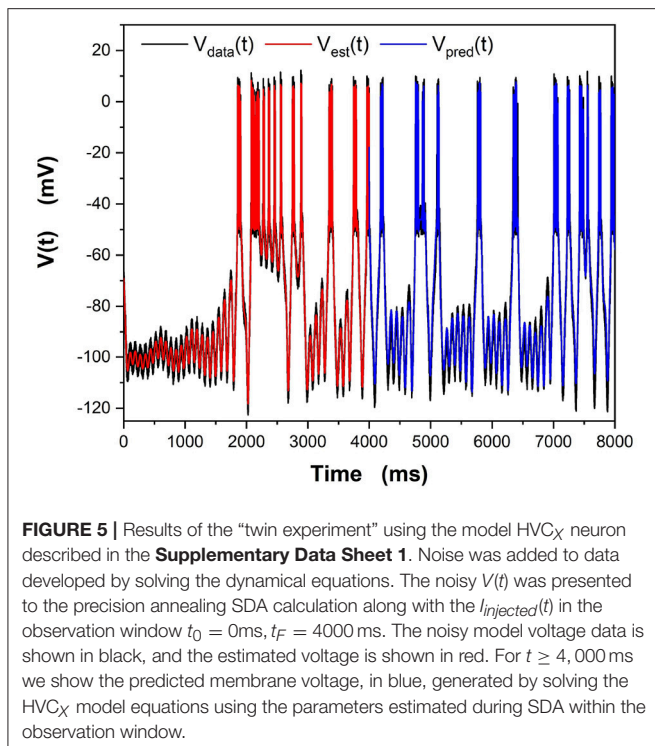 V_data(t) V_est(t) V_pred(t)
20
0
-20
-40
-60
-80
-100
-120
V(t) (mV)
0 1000 2000 3000 4000 5000 6000 7000 8000
Time (ms)
FIGURE 5 | Results of the “twin experiment” using the model HVC_X neuron
described in the Supplementary Data Sheet 1. Noise was added to data
developed by solving the dynamical equations. The noisy V(t) was presented
to the precision annealing SDA calculation along with the I_injected(t) in the
observation window t_0 = 0ms, t_F = 4000 ms. The noisy model voltage data is
shown in black, and the estimated voltage is shown in red. For t ≥ 4, 000 ms
we show the predicted membrane voltage, in blue, generated by solving the
HVC_X model equations using the parameters estimated during SDA within the
observation window.